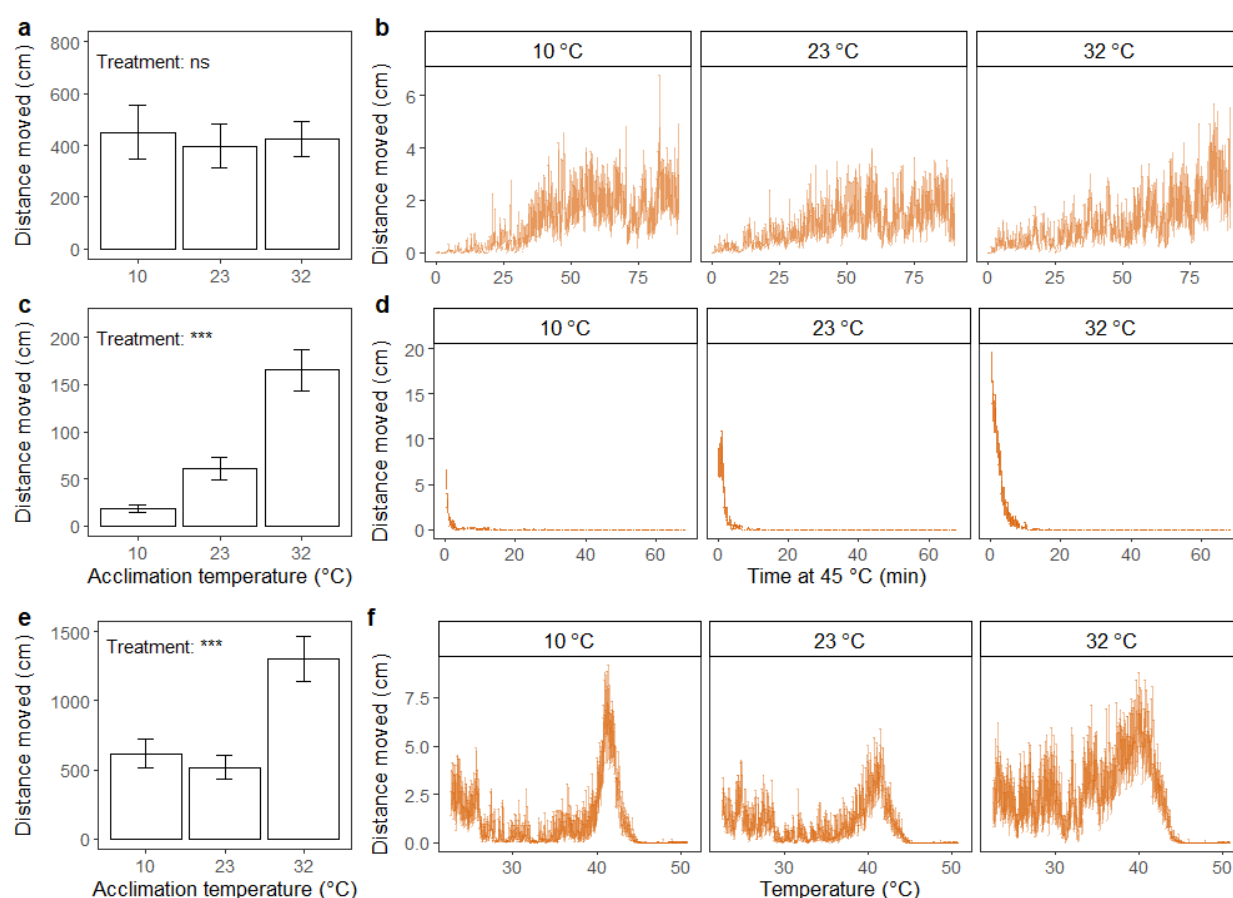 a
b
10 °C
23 °C
32 °C
Treatment: ns
Distance moved (cm)
800
600
400
200
0
10
23
32
Distance moved (cm)
6
4
2
0
0
25
50
75
0
25
50
75
0
25
50
75
c
d
10 °C
23 °C
32 °C
Treatment: ***
Distance moved (cm)
200
150
100
50
0
10
23
32
Acclimation temperature (°C)
Distance moved (cm)
20
15
10
5
0
0
20
40
60
0
20
40
60
0
20
40
60
Time at 45 °C (min)
e
f
10 °C
23 °C
32 °C
Treatment: ***
Distance moved (cm)
1500
1000
500
0
10
23
32
Acclimation temperature (°C)
Distance moved (cm)
7.5
5.0
2.5
0.0
30
40
50
30
40
50
30
40
50
Temperature (°C)